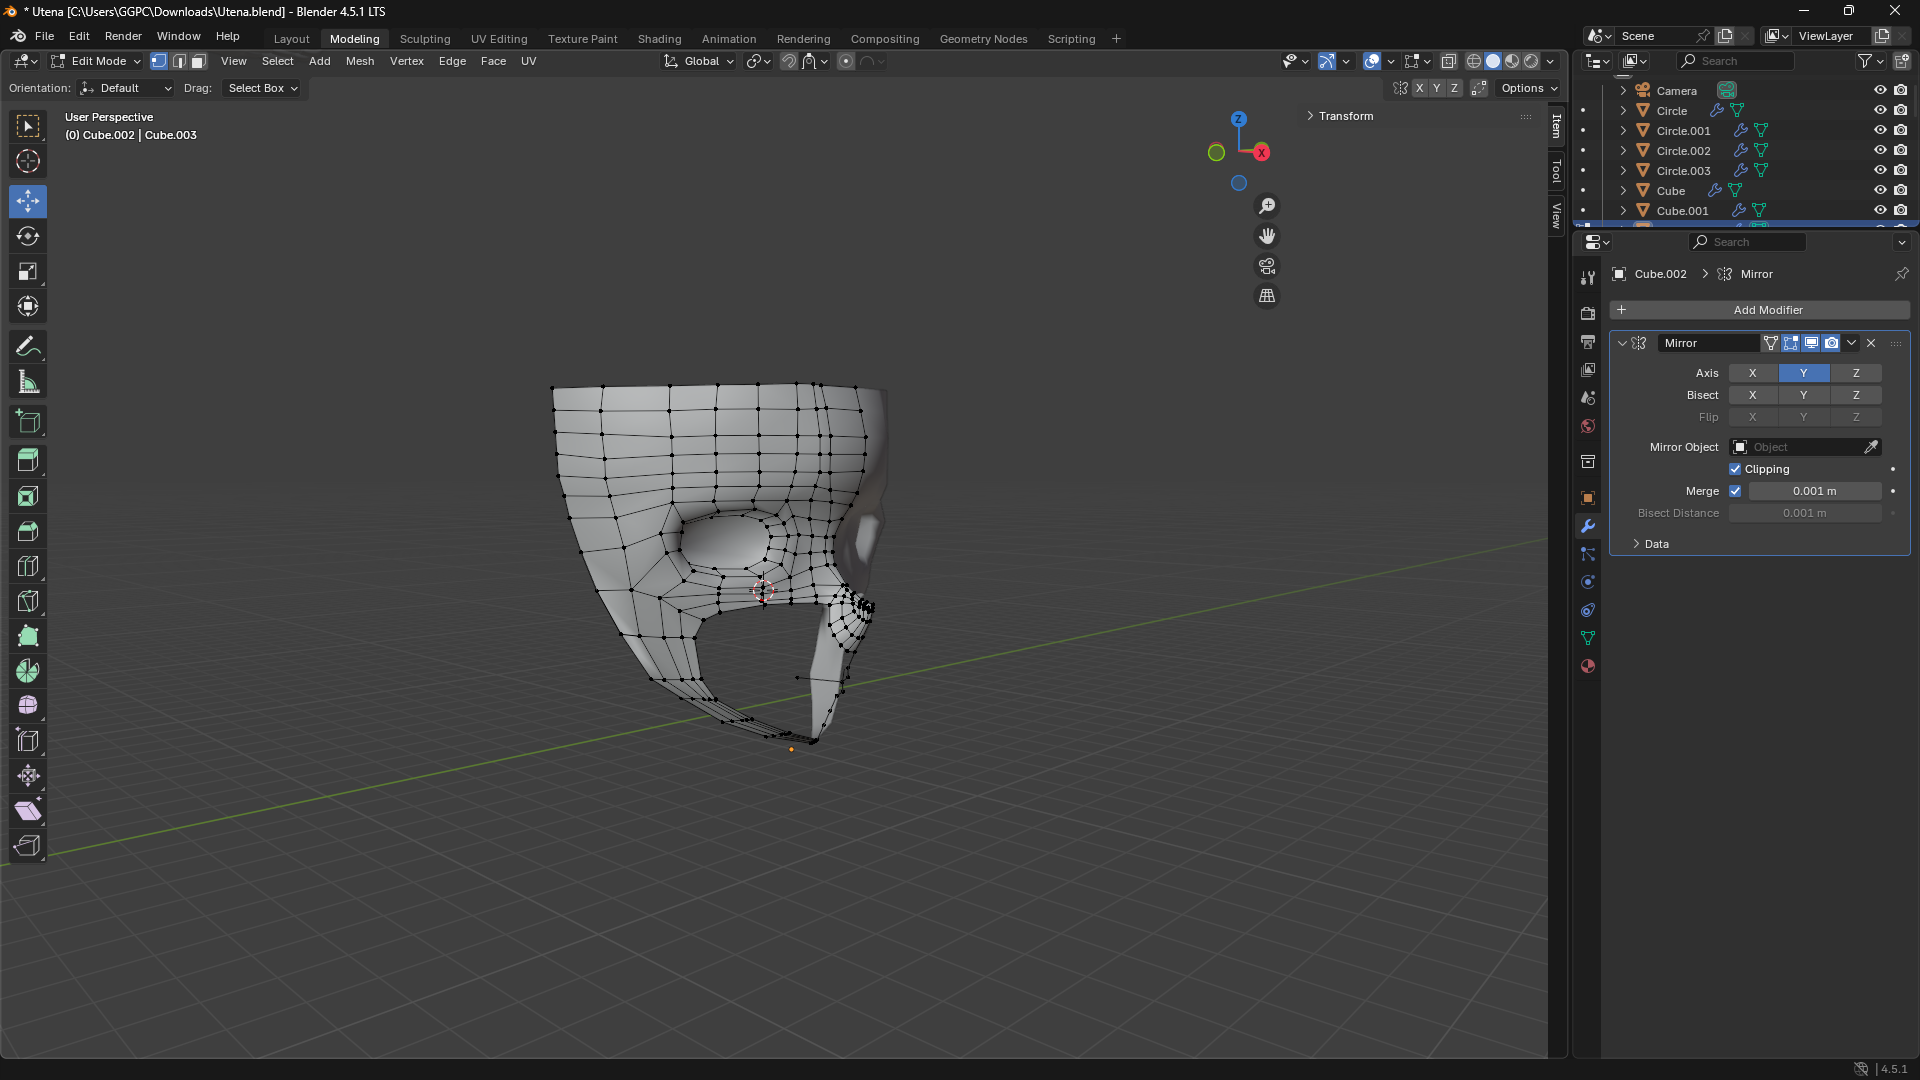 * Utena [C:\Users\GGPC\Downloads\Utena.blend] - Blender 4.5.1 LTS
File Edit Render Window Help Layout Modeling Sculpting UV Editing Texture Paint Shading Animation Rendering Compositing Geometry Nodes Scripting + Scene ViewLayer
Edit Mode View Select Add Mesh Vertex Edge Face UV Global Search
Orientation: Default Drag: Select Box X Y Z Options
Camera
Circle
Circle.001
Circle.002
Circle.003
Cube
Cube.001
User Perspective
(0) Cube.002 | Cube.003
Transform
Item
Tool
View
Z
X
Search
Cube.002 > Mirror
+ Add Modifier
Mirror
Axis X Y Z
Bisect X Y Z
Flip X Y Z
Mirror Object Object
Clipping
Merge 0.001 m
Bisect Distance 0.001 m
Data
4.5.1